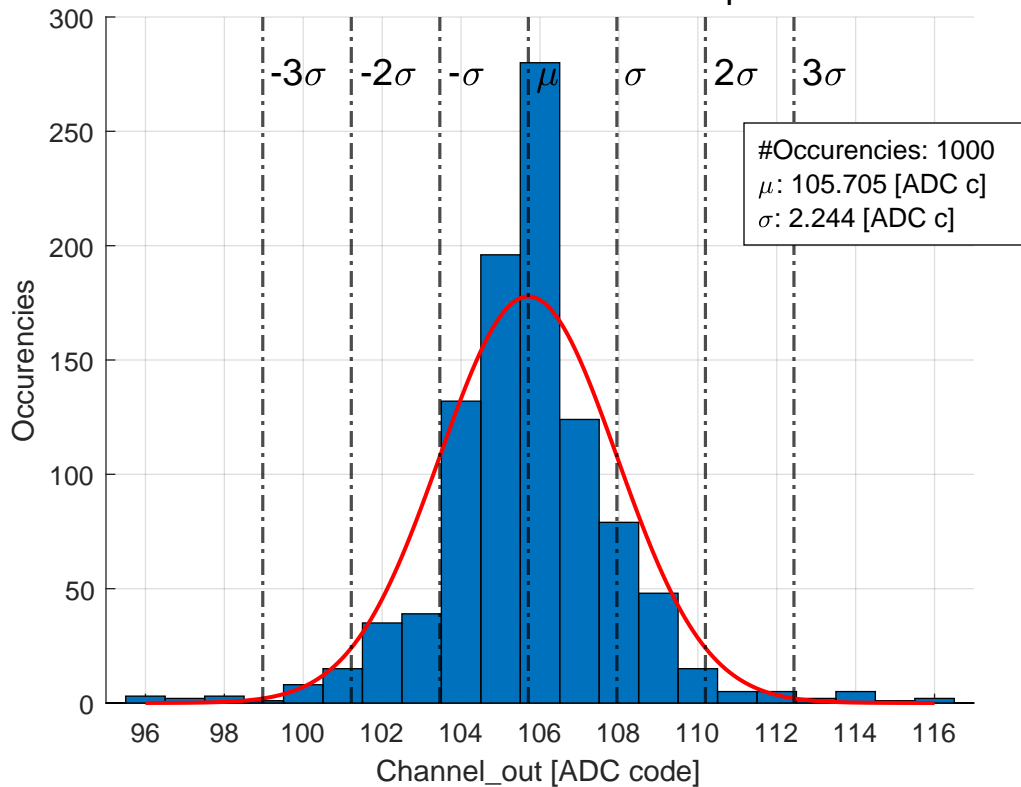 300
250
200
150
100
50
0
Occurencies
-3σ -2σ -σ μ σ 2σ 3σ
#Occurencies: 1000
μ: 105.705 [ADC c]
σ: 2.244 [ADC c]
96 98 100 102 104 106 108 110 112 114 116
Channel_out [ADC code]